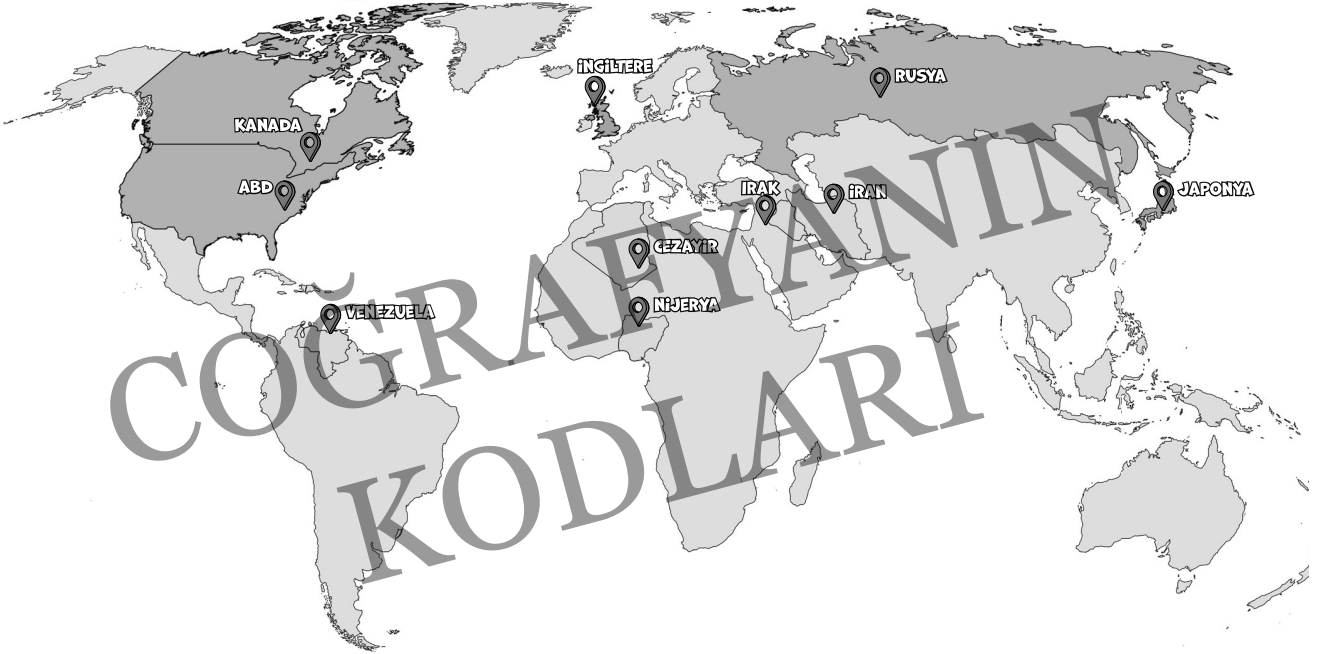 İNGİLTERE
RUSYA
KANADA
ABD
IRAK
İRAN
JAPONYA
CEZAYİR
NİJERYA
VENEZUELA
COĞRAFYANIN
KODLARI